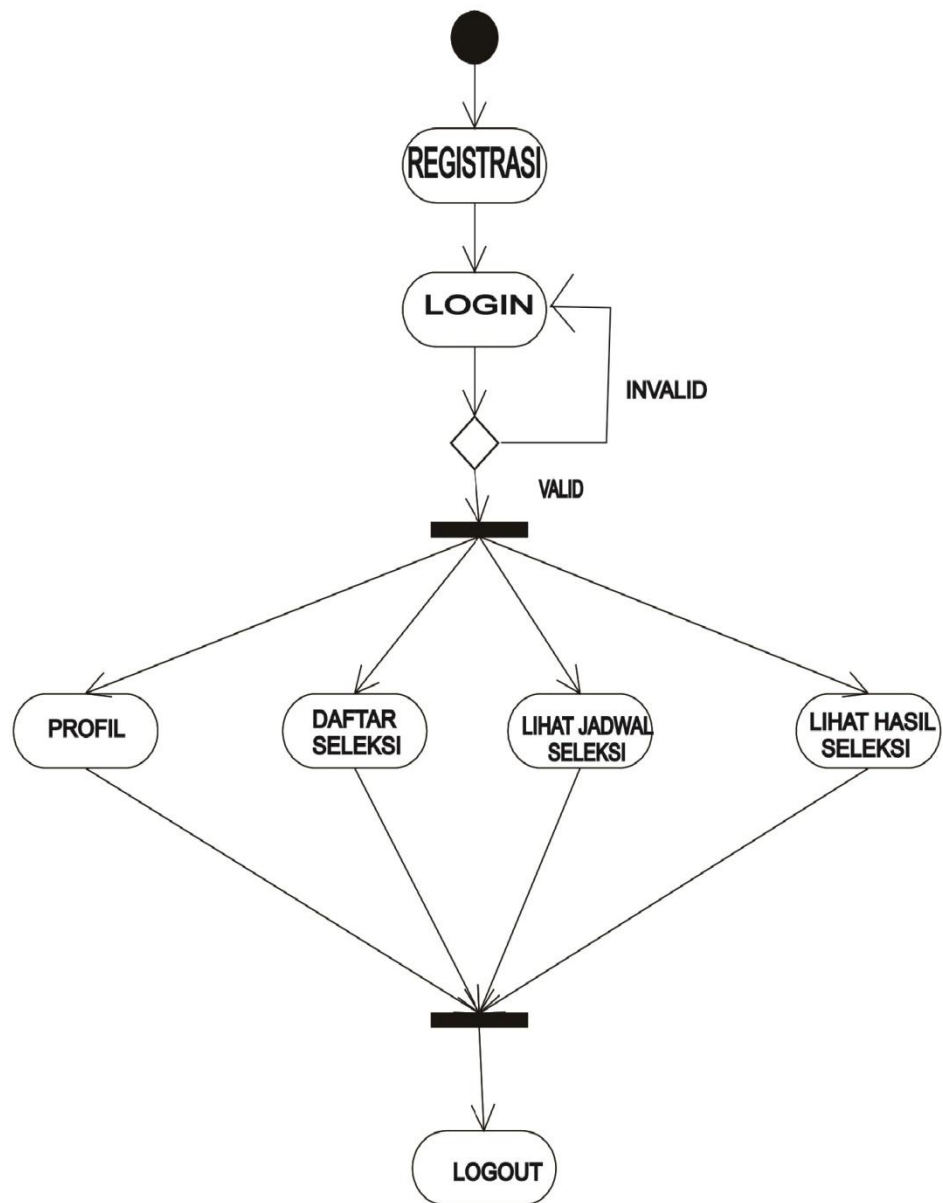 REGISTRASI
LOGIN
INVALID
VALID
PROFIL
DAFTAR
SELEKSI
LIHAT JADWAL
SELEKSI
LIHAT HASIL
SELEKSI
LOGOUT